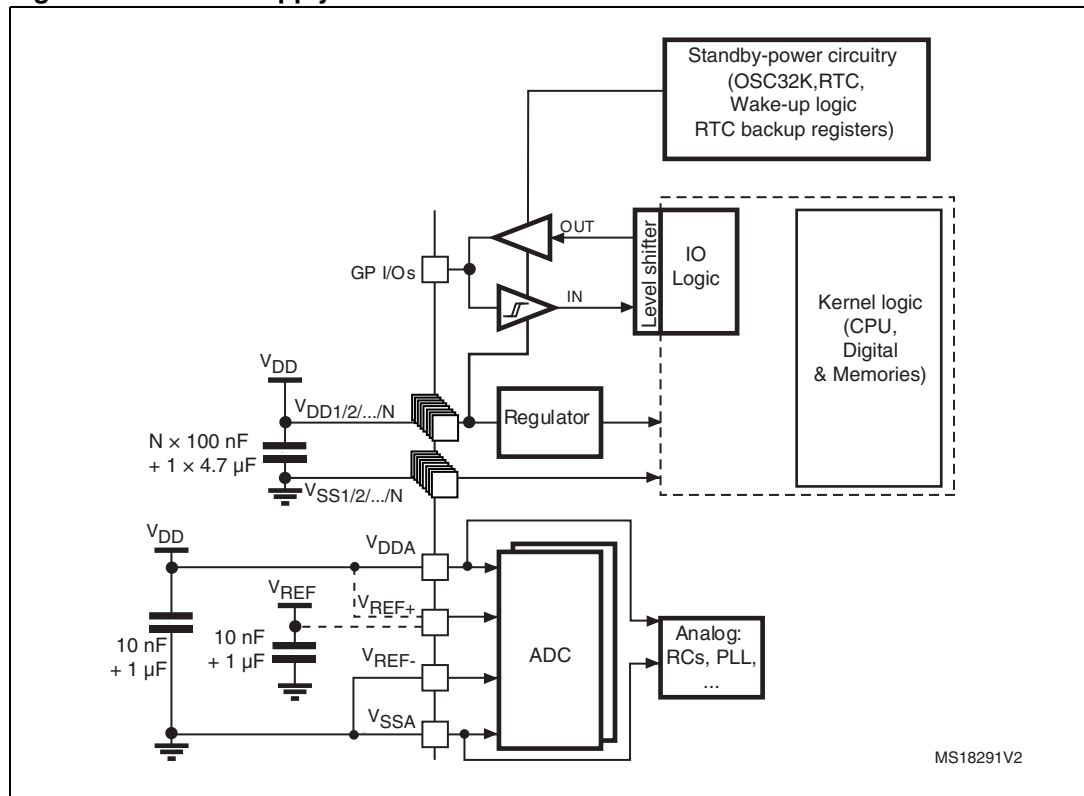 Standby-power circuitry
(OSC32K,RTC,
Wake-up logic
RTC backup registers)
OUT
Level shifter
IO
Logic
GP I/Os
IN
Kernel logic
(CPU,
Digital
& Memories)
VDD
VDD1/2/.../N
Regulator
N × 100 nF
+ 1 × 4.7 µF
VSS1/2/.../N
VDD
VDDA
VREF
VREF+
10 nF
+ 1 µF
10 nF
+ 1 µF
VREF-
ADC
Analog:
RCs, PLL,
...
VSSA
MS18291V2